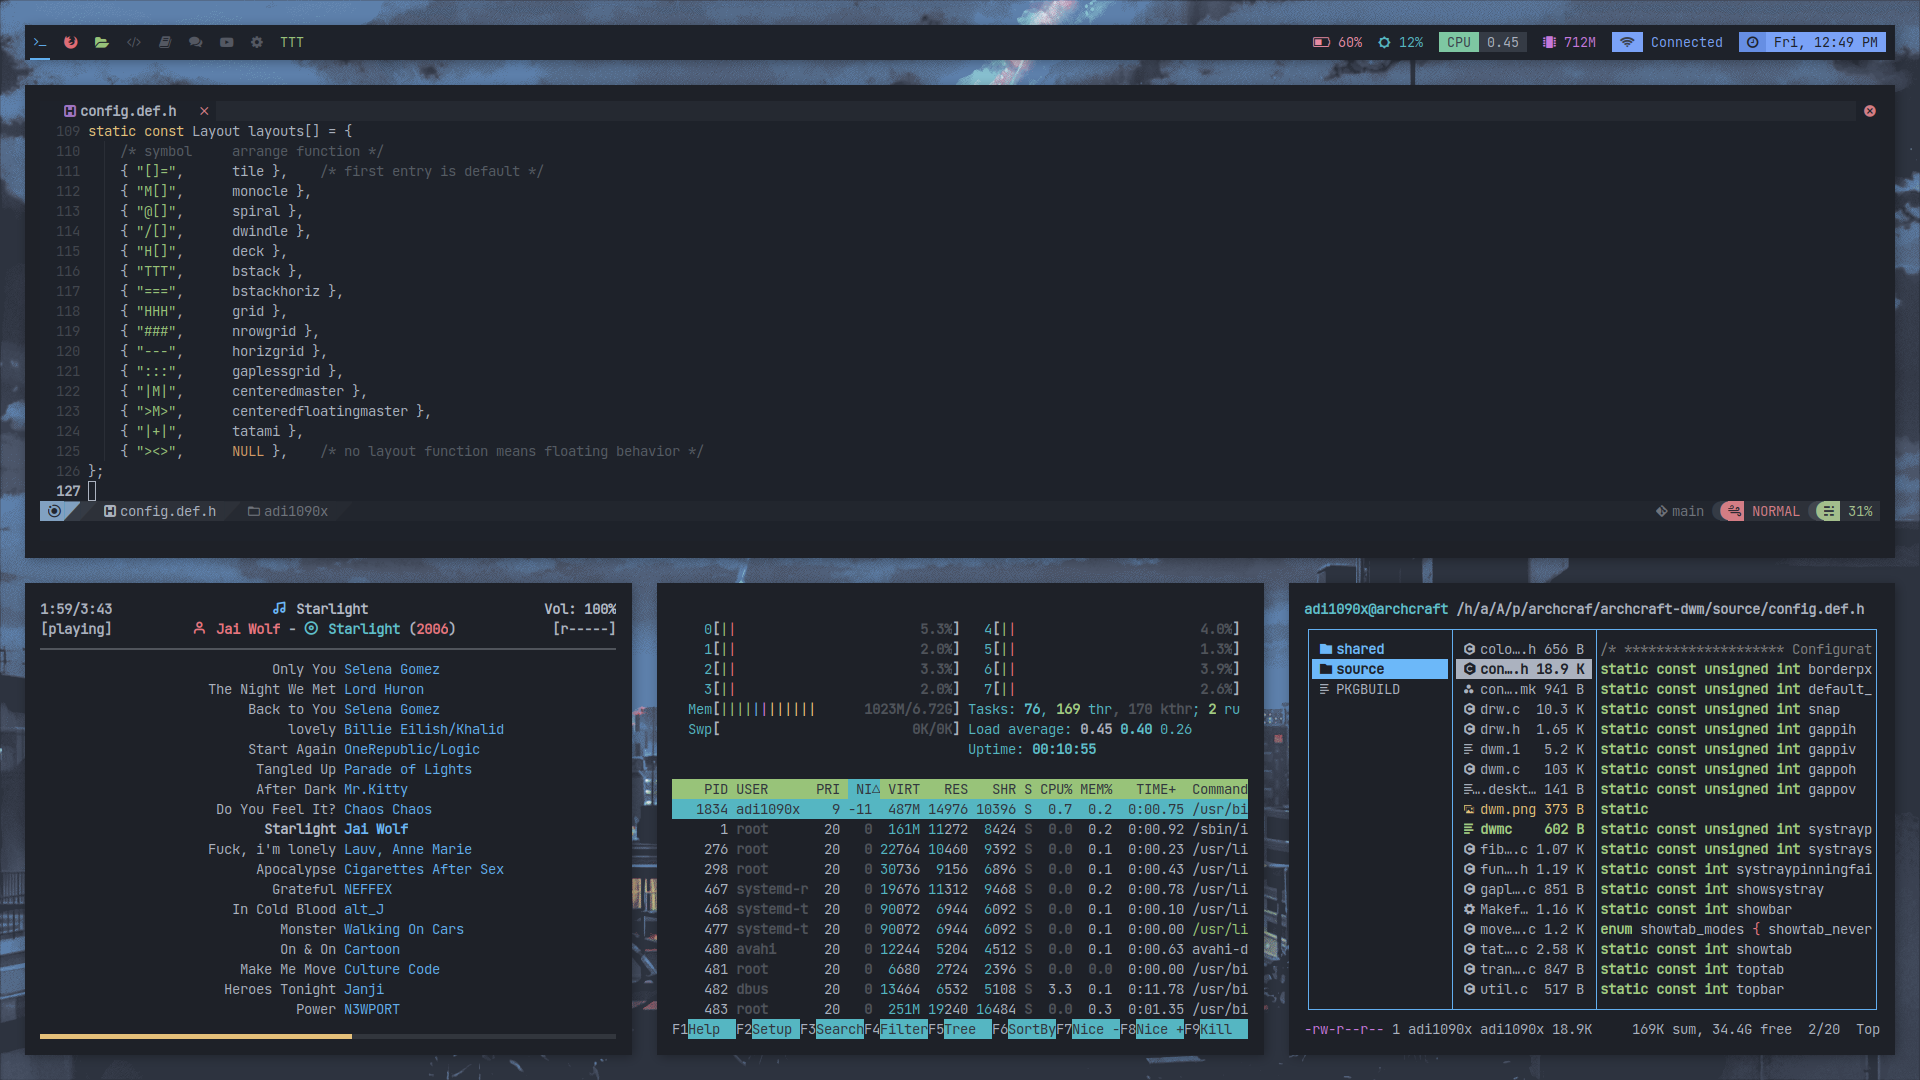 >_ </> TTT 60% 12% CPU 0.45 712M Connected Fri, 12:49 PM
config.def.h ×
109 static const Layout layouts[] = {
110 /* symbol arrange function */
111 { "[]=", tile }, /* first entry is default */
112 { "M[]", monocle },
113 { "@[]", spiral },
114 { "/[]", dwindle },
115 { "H[]", deck },
116 { "TTT", bstack },
117 { "===", bstackhoriz },
118 { "HHH", grid },
119 { "###", nrowgrid },
120 { "---", horizgrid },
121 { ":::", gaplessgrid },
122 { "|M|", centeredmaster },
123 { ">M>", centeredfloatingmaster },
124 { "|+|", tatami },
125 { "><>", NULL }, /* no layout function means floating behavior */
126 };
127
config.def.h adi1090x main NORMAL 31%
1:59/3:43 Starlight Vol: 100%
[playing] Jai Wolf - Starlight (2006) [r-----]
Only You Selena Gomez
The Night We Met Lord Huron
Back to You Selena Gomez
lovely Billie Eilish/Khalid
Start Again OneRepublic/Logic
Tangled Up Parade of Lights
After Dark Mr.Kitty
Do You Feel It? Chaos Chaos
Starlight Jai Wolf
Fuck, i'm lonely Lauv, Anne Marie
Apocalypse Cigarettes After Sex
Grateful NEFFEX
In Cold Blood alt_J
Monster Walking On Cars
On & On Cartoon
Make Me Move Culture Code
Heroes Tonight Janji
Power N3WPORT
0[|| 5.3%] 4[|| 4.0%]
1[|| 2.0%] 5[|| 1.3%]
2[|| 3.3%] 6[|| 3.9%]
3[|| 2.0%] 7[|| 2.6%]
Mem[|||||||||||| 1023M/6.72G] Tasks: 76, 169 thr, 170 kthr; 2 ru
Swp[ 0K/0K] Load average: 0.45 0.40 0.26
Uptime: 00:10:55
PID USER PRI NI△ VIRT RES SHR S CPU% MEM% TIME+ Command
1834 adi1090x 9 -11 487M 14976 10396 S 0.7 0.2 0:00.75 /usr/bi
1 root 20 0 161M 11272 8424 S 0.0 0.2 0:00.92 /sbin/i
276 root 20 0 22764 10460 9392 S 0.0 0.1 0:00.23 /usr/li
298 root 20 0 30736 9156 6896 S 0.0 0.1 0:00.43 /usr/li
467 systemd-r 20 0 19676 11312 9468 S 0.0 0.2 0:00.78 /usr/li
468 systemd-t 20 0 90072 6944 6092 S 0.0 0.1 0:00.10 /usr/li
477 systemd-t 20 0 90072 6944 6092 S 0.0 0.1 0:00.00 /usr/li
480 avahi 20 0 12244 5204 4512 S 0.0 0.1 0:00.63 avahi-d
481 root 20 0 6680 2724 2396 S 0.0 0.0 0:00.00 /usr/bi
482 dbus 20 0 13464 6532 5108 S 3.3 0.1 0:11.78 /usr/bi
483 root 20 0 251M 19240 16484 S 0.0 0.3 0:01.35 /usr/bi
F1Help F2Setup F3SearchF4FilterF5Tree F6SortByF7Nice -F8Nice +F9Kill
adi1090x@archcraft /h/a/A/p/archcraf/archcraft-dwm/source/config.def.h
shared
source
PKGBUILD
colo….h 656 B
con….h 18.9 K
con….mk 941 B
drw.c 10.3 K
drw.h 1.65 K
dwm.1 5.2 K
dwm.c 103 K
….deskt… 141 B
dwm.png 373 B
dwmc 602 B
fib….c 1.07 K
fun….h 1.19 K
gapl….c 851 B
Makef… 1.16 K
move….c 1.2 K
tat….c 2.58 K
tran….c 847 B
util.c 517 B
/* ******************** Configurat
static const unsigned int borderpx
static const unsigned int default_
static const unsigned int snap
static const unsigned int gappih
static const unsigned int gappiv
static const unsigned int gappoh
static const unsigned int gappov
static
static const unsigned int systrayp
static const unsigned int systrays
static const int systraypinningfai
static const int showsystray
static const int showbar
enum showtab_modes { showtab_never
static const int showtab
static const int toptab
static const int topbar
-rw-r--r-- 1 adi1090x adi1090x 18.9K 169K sum, 34.4G free 2/20 Top